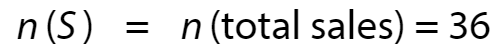 n (S) = n (total sales) = 36